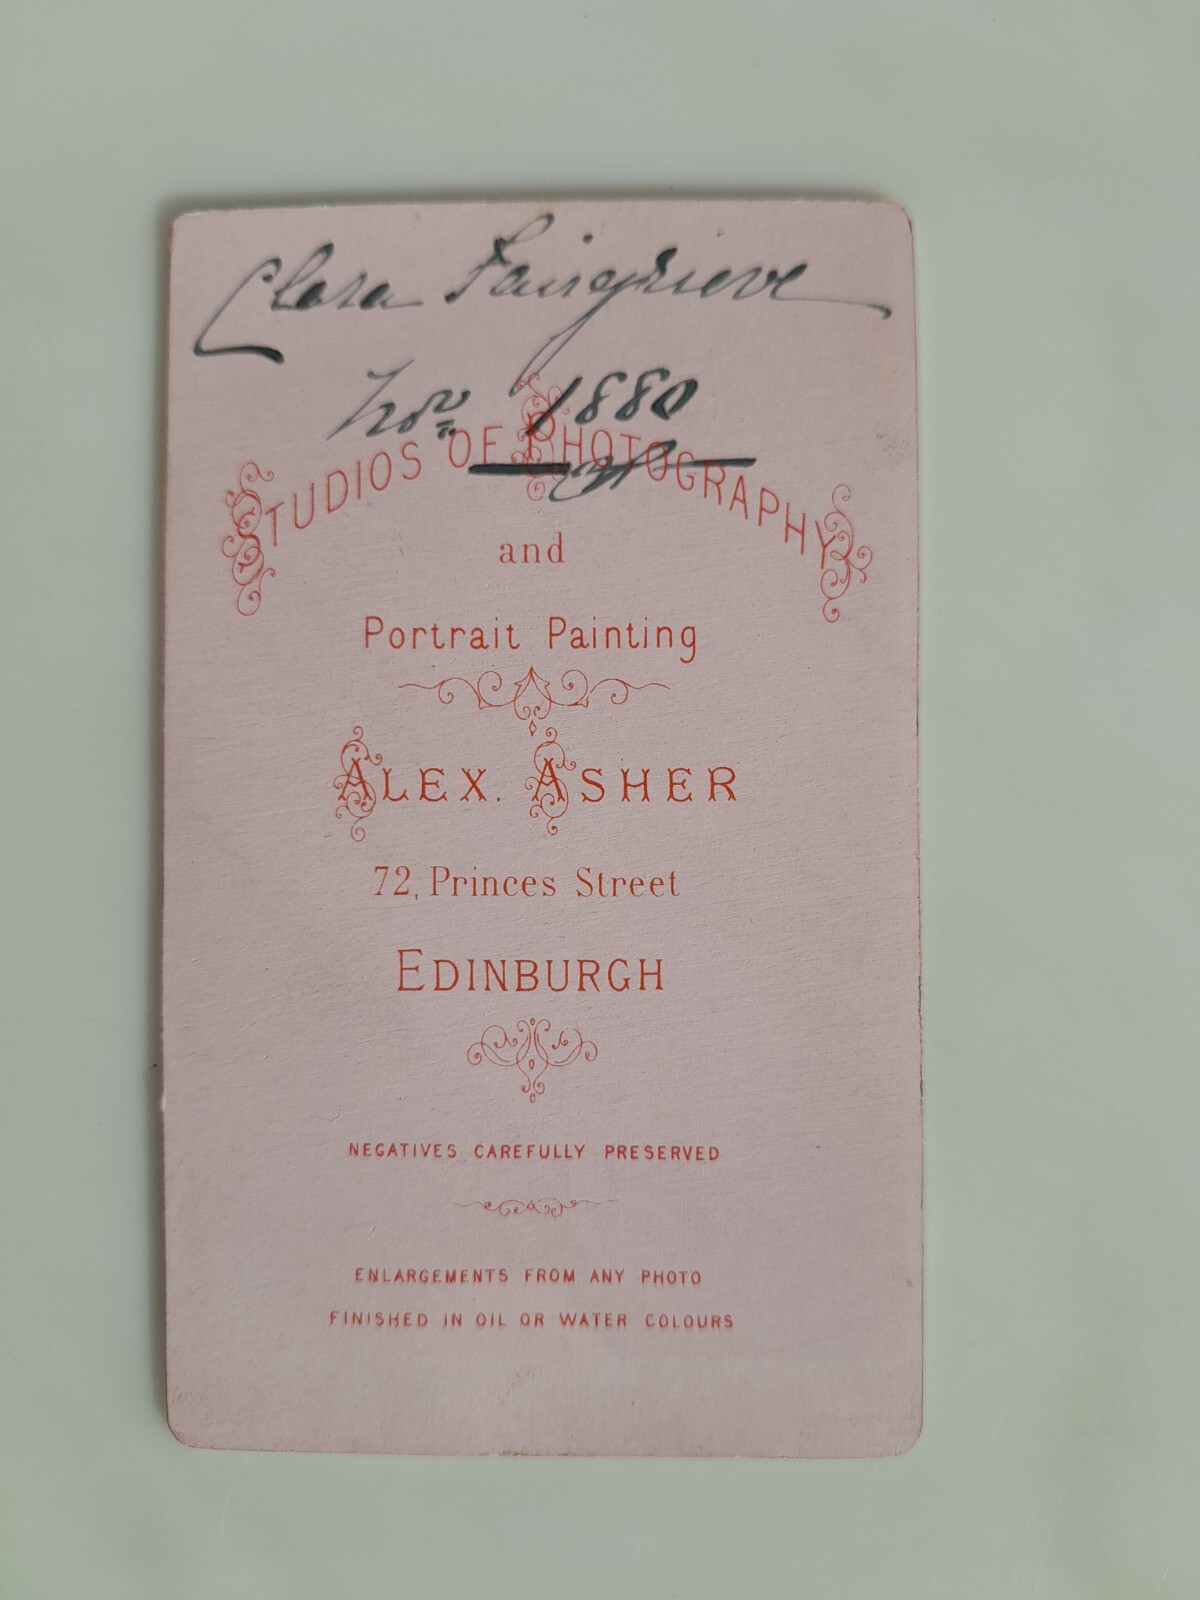 Clara Fairgrieve
Nov 1880
STUDIOS OF PHOTOGRAPHY
and
Portrait Painting
ALEX. ASHER
72, Princes Street
EDINBURGH
NEGATIVES CAREFULLY PRESERVED
ENLARGEMENTS FROM ANY PHOTO
FINISHED IN OIL OR WATER COLOURS